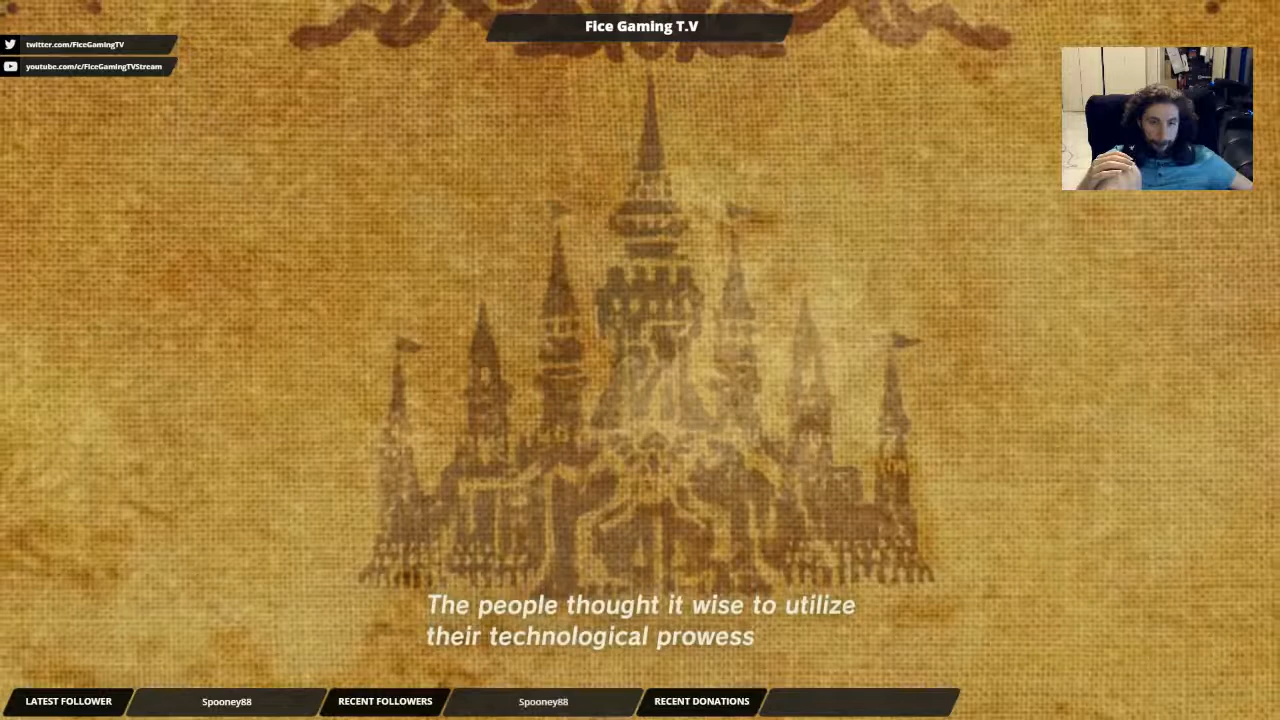 Fice Gaming T.V
twitter.com/FiceGamingTV
youtube.com/c/FiceGamingTVStream
The people thought it wise to utilize
their technological prowess
LATEST FOLLOWER Spooney88 RECENT FOLLOWERS Spooney88 RECENT DONATIONS